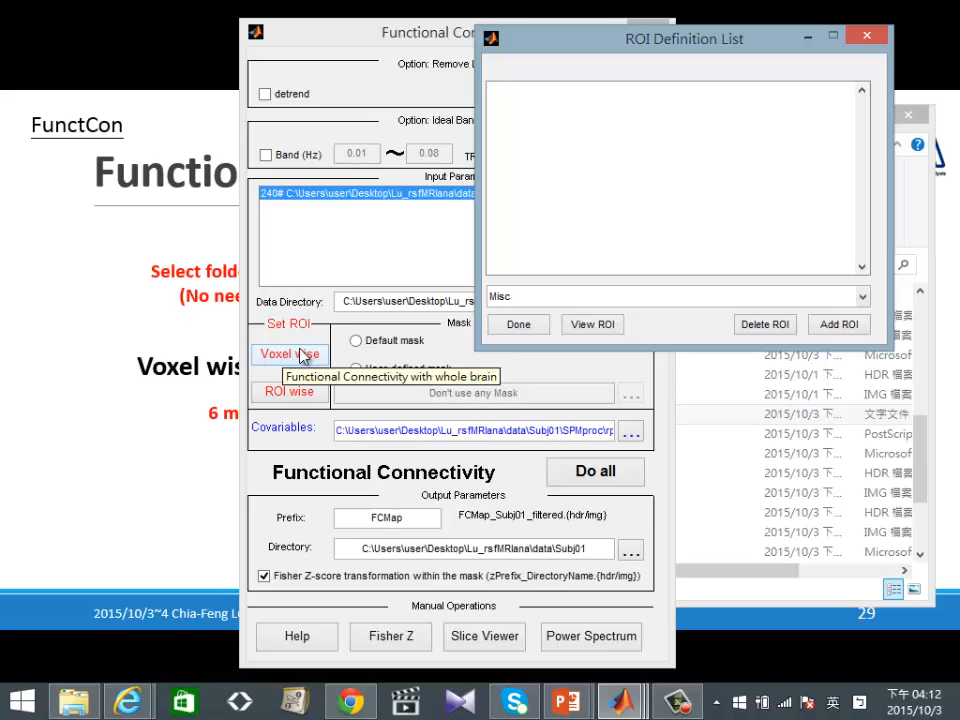 FunctCon
Functio
Select fold
(No nee
Voxel wis
6 m
2015/10/3~4 Chia-Feng L
29
Functional Co
Option: Remove L
detrend
Option: Ideal Ban
Band (Hz)
0.01
~
0.08
TR
Input Param
240# C:\Users\user\Desktop\Lu_rsfMRIana\data
Data Directory:
C:\Users\user\Desktop\Lu_rs
Set ROI
Mask
Voxel wise
Default mask
Functional Connectivity with whole brain
ROI wise
Don't use any Mask
...
Covariables:
C:\Users\user\Desktop\Lu_rsfMRIana\data\Subj01\SPMproc\rp
...
Functional Connectivity
Do all
Output Parameters
Prefix:
FCMap
FCMap_Subj01_filtered.{hdr/img}
Directory:
C:\Users\user\Desktop\Lu_rsfMRIana\data\Subj01
...
Fisher Z-score transformation within the mask (zPrefix_DirectoryName.{hdr/img})
Manual Operations
Help
Fisher Z
Slice Viewer
Power Spectrum
ROI Definition List
Misc
Done
View ROI
Delete ROI
Add ROI
2015/10/3 下... Microsof
2015/10/1 下... HDR 檔案
2015/10/1 下... IMG 檔案
2015/10/3 下... 文字文件
2015/10/3 下... PostScrip
2015/10/3 下... Microsof
2015/10/3 下... HDR 檔案
2015/10/3 下... IMG 檔案
2015/10/3 下... HDR 檔案
2015/10/3 下... IMG 檔案
2015/10/3 下... Microsof
英
下午 04:12
2015/10/3